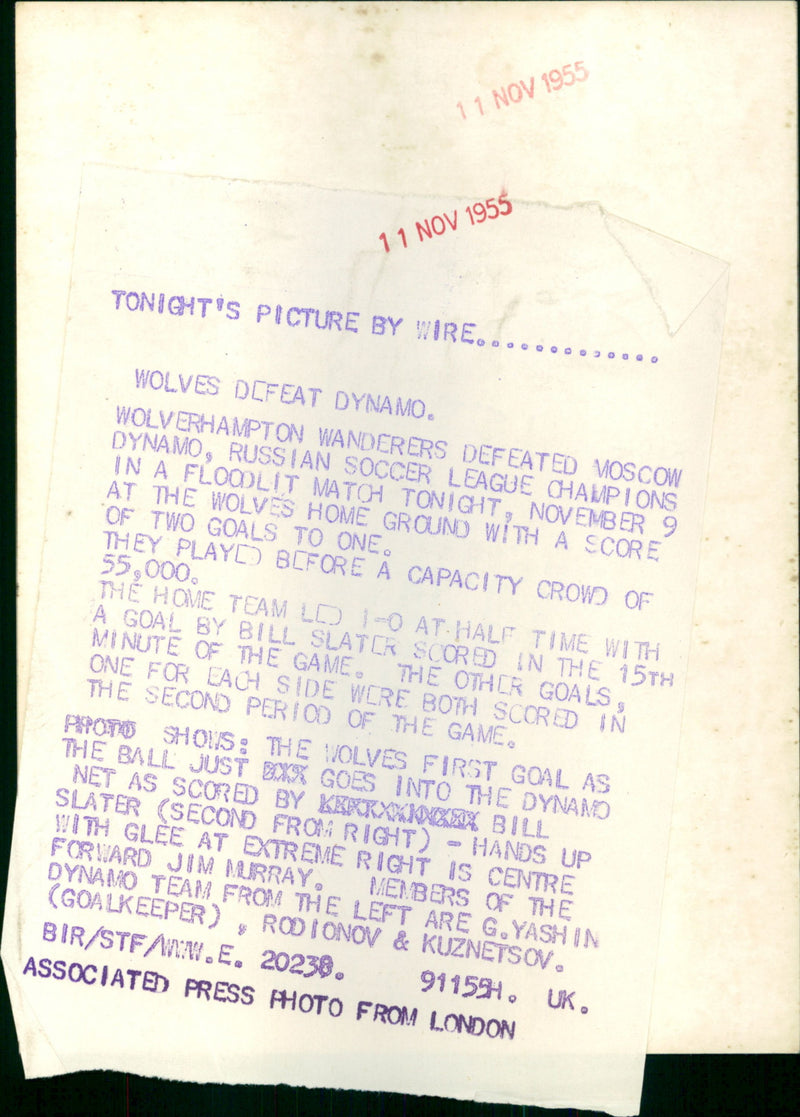 11 NOV 1955
11 NOV 1955
TONIGHT'S PICTURE BY WIRE.............
WOLVES DEFEAT DYNAMO.
WOLVERHAMPTON WANDERERS DEFEATED MOSCOW
DYNAMO, RUSSIAN SOCCER LEAGUE CHAMPIONS
IN A FLOODLIT MATCH TONIGHT, NOVEMBER 9
AT THE WOLVES HOME GROUND WITH A SCORE
OF TWO GOALS TO ONE.
THEY PLAYED BEFORE A CAPACITY CROWD OF
55,000.
THE HOME TEAM LED 1-0 AT HALF TIME WITH
A GOAL BY BILL SLATER SCORED IN THE 15TH
MINUTE OF THE GAME. THE OTHER GOALS,
ONE FOR EACH SIDE WERE BOTH SCORED IN
THE SECOND PERIOD OF THE GAME.
PHOTO SHOWS: THE WOLVES FIRST GOAL AS
THE BALL JUST GOES INTO THE DYNAMO
NET AS SCORED BY BILL
SLATER (SECOND FROM RIGHT) - HANDS UP
WITH GLEE AT EXTREME RIGHT IS CENTRE
FORWARD JIM MURRAY. MEMBERS OF THE
DYNAMO TEAM FROM THE LEFT ARE G.YASHIN
(GOALKEEPER), RODIONOV & KUZNETSOV.
BIR/STF/WW.E. 20238. 91155H. UK.
ASSOCIATED PRESS PHOTO FROM LONDON